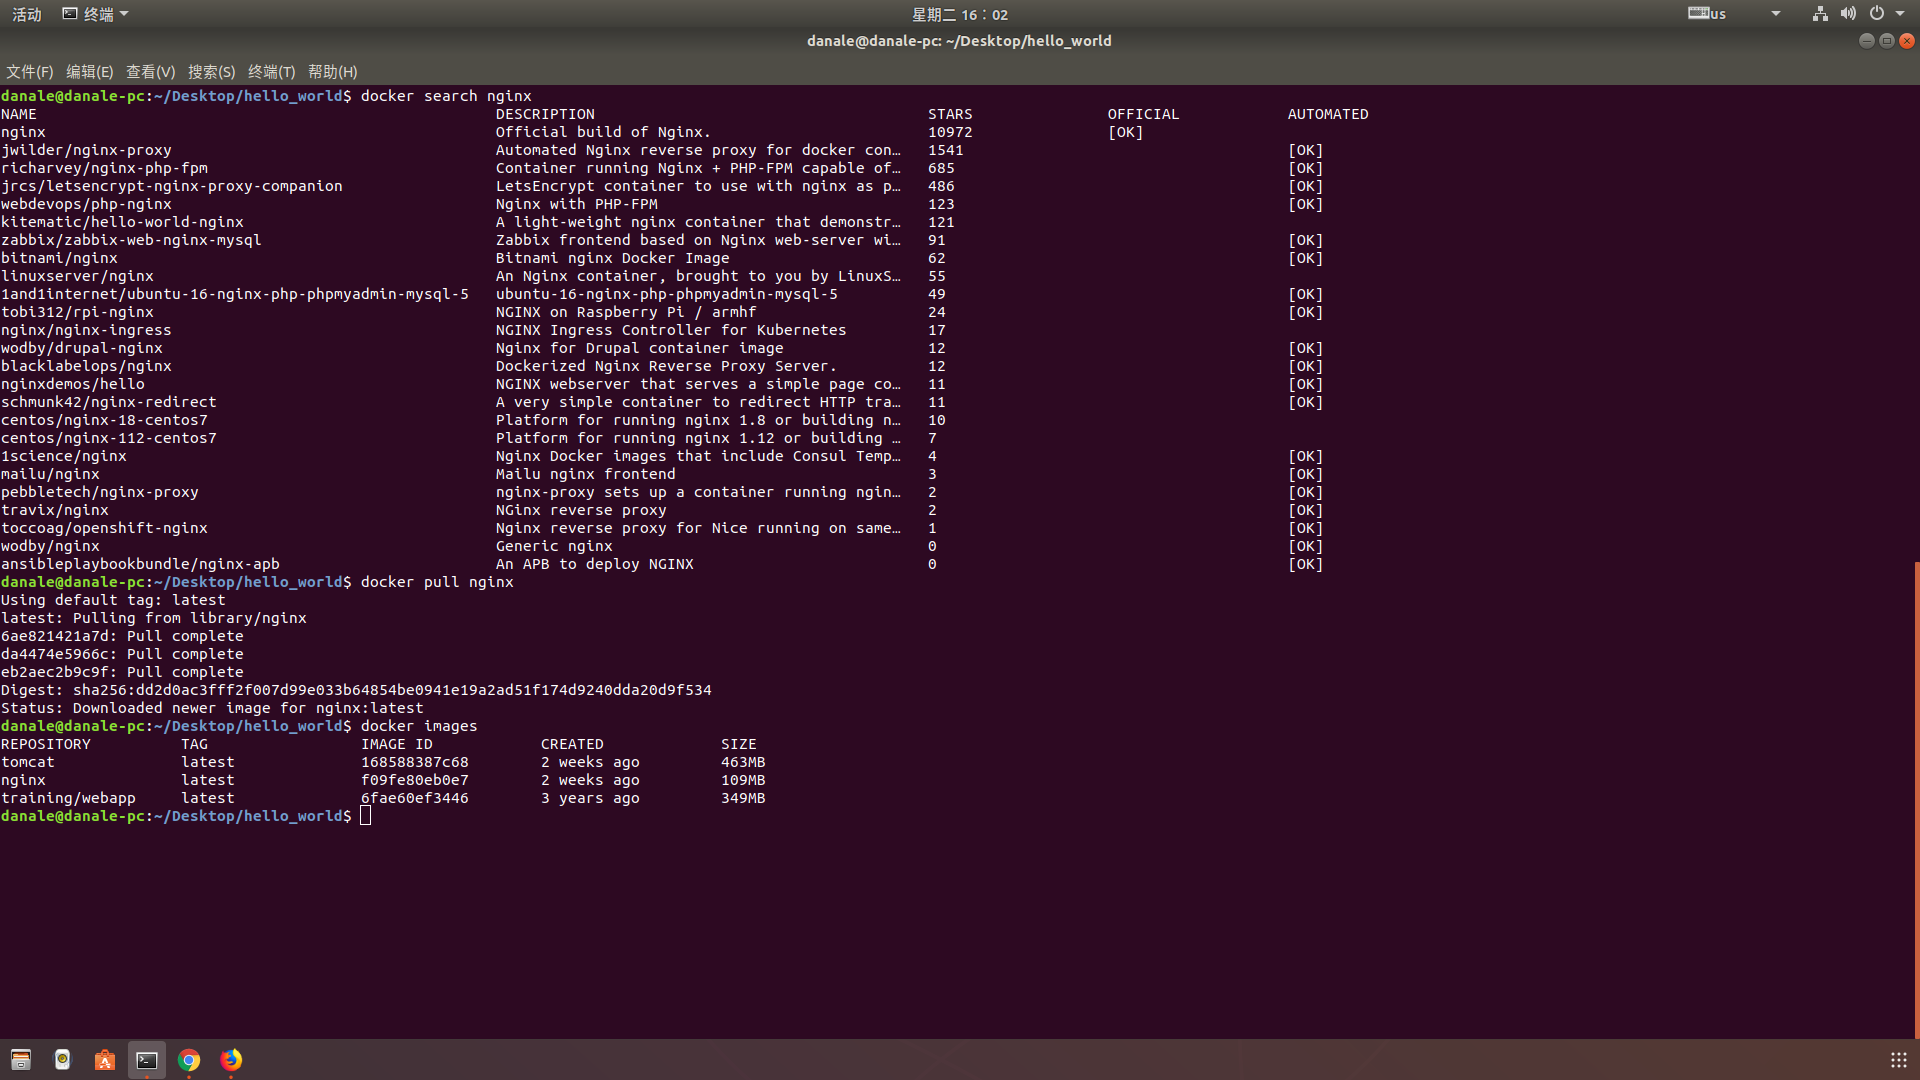 活动 终端 星期二 16：02 us
danale@danale-pc: ~/Desktop/hello_world
文件(F) 编辑(E) 查看(V) 搜索(S) 终端(T) 帮助(H)
danale@danale-pc:~/Desktop/hello_world$ docker search nginx
NAME DESCRIPTION STARS OFFICIAL AUTOMATED
nginx Official build of Nginx. 10972 [OK]
jwilder/nginx-proxy Automated Nginx reverse proxy for docker con… 1541 [OK]
richarvey/nginx-php-fpm Container running Nginx + PHP-FPM capable of… 685 [OK]
jrcs/letsencrypt-nginx-proxy-companion LetsEncrypt container to use with nginx as p… 486 [OK]
webdevops/php-nginx Nginx with PHP-FPM 123 [OK]
kitematic/hello-world-nginx A light-weight nginx container that demonstr… 121
zabbix/zabbix-web-nginx-mysql Zabbix frontend based on Nginx web-server wi… 91 [OK]
bitnami/nginx Bitnami nginx Docker Image 62 [OK]
linuxserver/nginx An Nginx container, brought to you by LinuxS… 55
1and1internet/ubuntu-16-nginx-php-phpmyadmin-mysql-5 ubuntu-16-nginx-php-phpmyadmin-mysql-5 49 [OK]
tobi312/rpi-nginx NGINX on Raspberry Pi / armhf 24 [OK]
nginx/nginx-ingress NGINX Ingress Controller for Kubernetes 17
wodby/drupal-nginx Nginx for Drupal container image 12 [OK]
blacklabelops/nginx Dockerized Nginx Reverse Proxy Server. 12 [OK]
nginxdemos/hello NGINX webserver that serves a simple page co… 11 [OK]
schmunk42/nginx-redirect A very simple container to redirect HTTP tra… 11 [OK]
centos/nginx-18-centos7 Platform for running nginx 1.8 or building n… 10
centos/nginx-112-centos7 Platform for running nginx 1.12 or building … 7
1science/nginx Nginx Docker images that include Consul Temp… 4 [OK]
mailu/nginx Mailu nginx frontend 3 [OK]
pebbletech/nginx-proxy nginx-proxy sets up a container running ngin… 2 [OK]
travix/nginx NGinx reverse proxy 2 [OK]
toccoag/openshift-nginx Nginx reverse proxy for Nice running on same… 1 [OK]
wodby/nginx Generic nginx 0 [OK]
ansibleplaybookbundle/nginx-apb An APB to deploy NGINX 0 [OK]
danale@danale-pc:~/Desktop/hello_world$ docker pull nginx
Using default tag: latest
latest: Pulling from library/nginx
6ae821421a7d: Pull complete
da4474e5966c: Pull complete
eb2aec2b9c9f: Pull complete
Digest: sha256:dd2d0ac3fff2f007d99e033b64854be0941e19a2ad51f174d9240dda20d9f534
Status: Downloaded newer image for nginx:latest
danale@danale-pc:~/Desktop/hello_world$ docker images
REPOSITORY TAG IMAGE ID CREATED SIZE
tomcat latest 168588387c68 2 weeks ago 463MB
nginx latest f09fe80eb0e7 2 weeks ago 109MB
training/webapp latest 6fae60ef3446 3 years ago 349MB
danale@danale-pc:~/Desktop/hello_world$